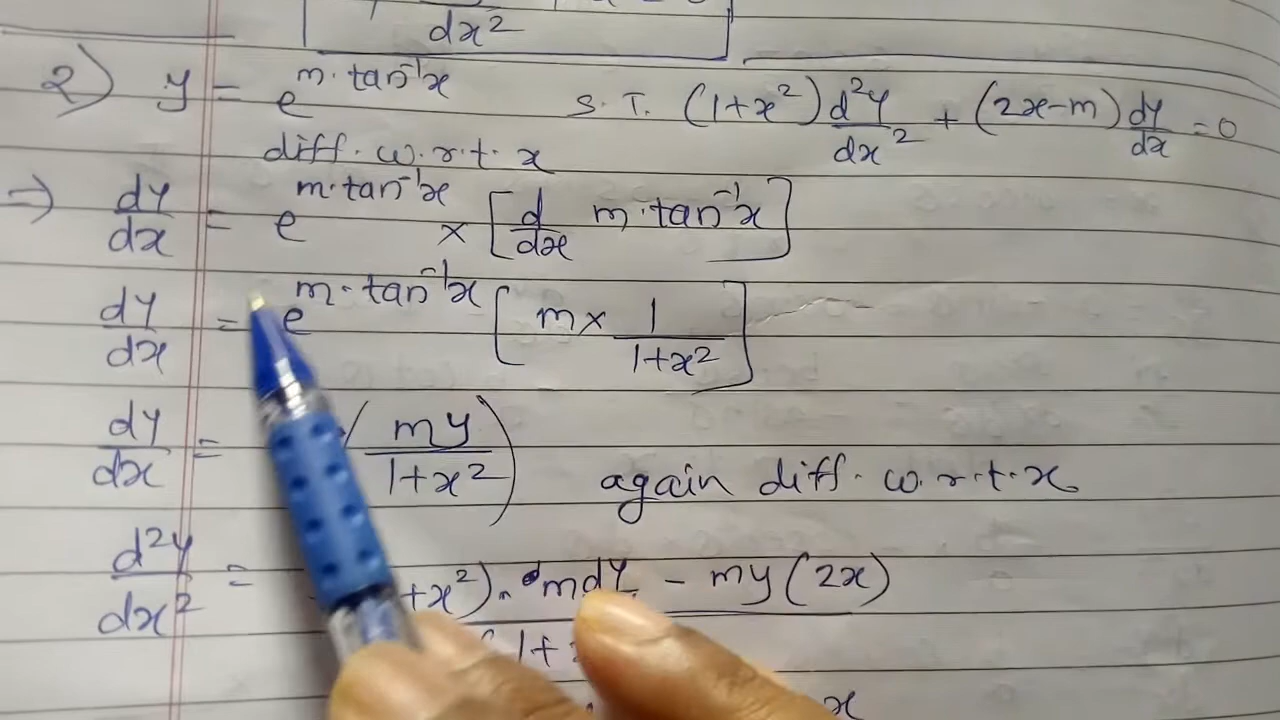 dx²
2) y = e^(m·tan⁻¹x) S.T. (1+x²) d²y/dx² + (2x-m) dy/dx = 0
diff. w.r.t. x
⇒ dy/dx = e^(m·tan⁻¹x) × [d/dx m·tan⁻¹x]
dy/dx = e^(m·tan⁻¹x) [m× 1/(1+x²)]
dy/dx = (my/(1+x²)) again diff. w.r.t. x
d²y/dx² = +x²). mdy - my(2x)
1+
x